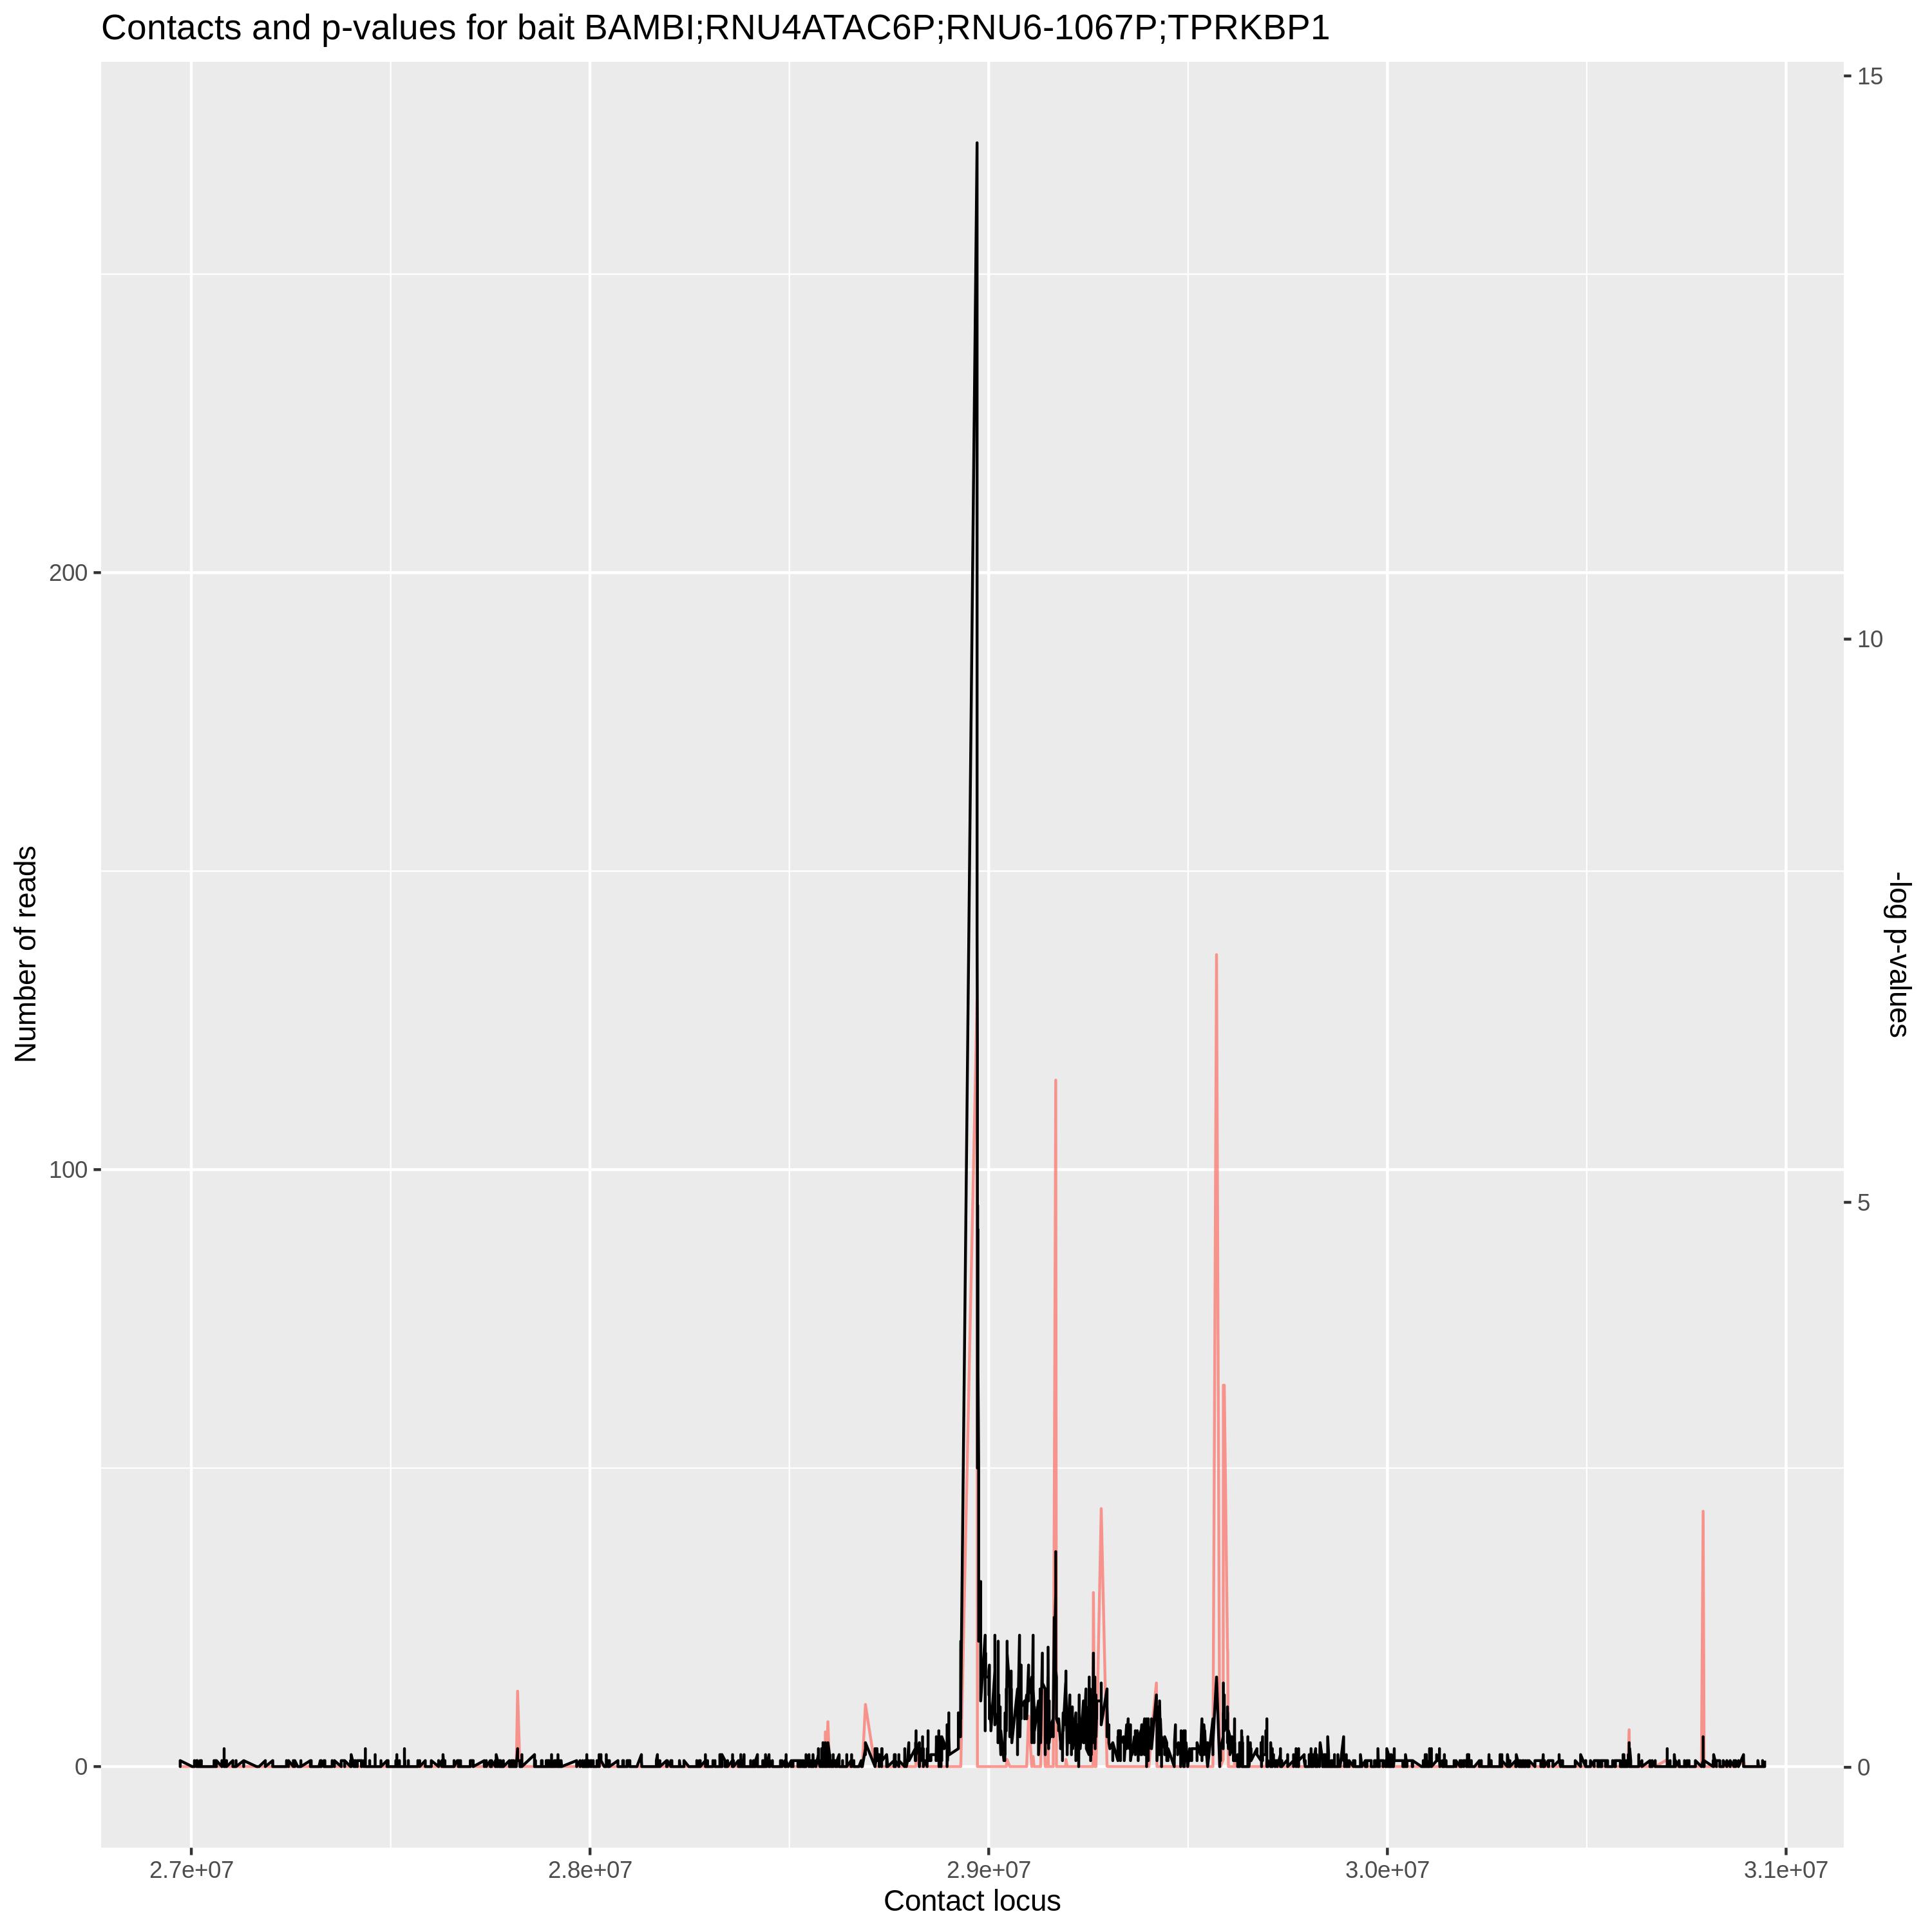 Contacts and p-values for bait BAMBI;RNU4ATAC6P;RNU6-1067P;TPRKBP1
15
200
10
Number of reads
-log p-values
100
5
0
0
2.7e+07
2.8e+07
2.9e+07
3.0e+07
3.1e+07
Contact locus